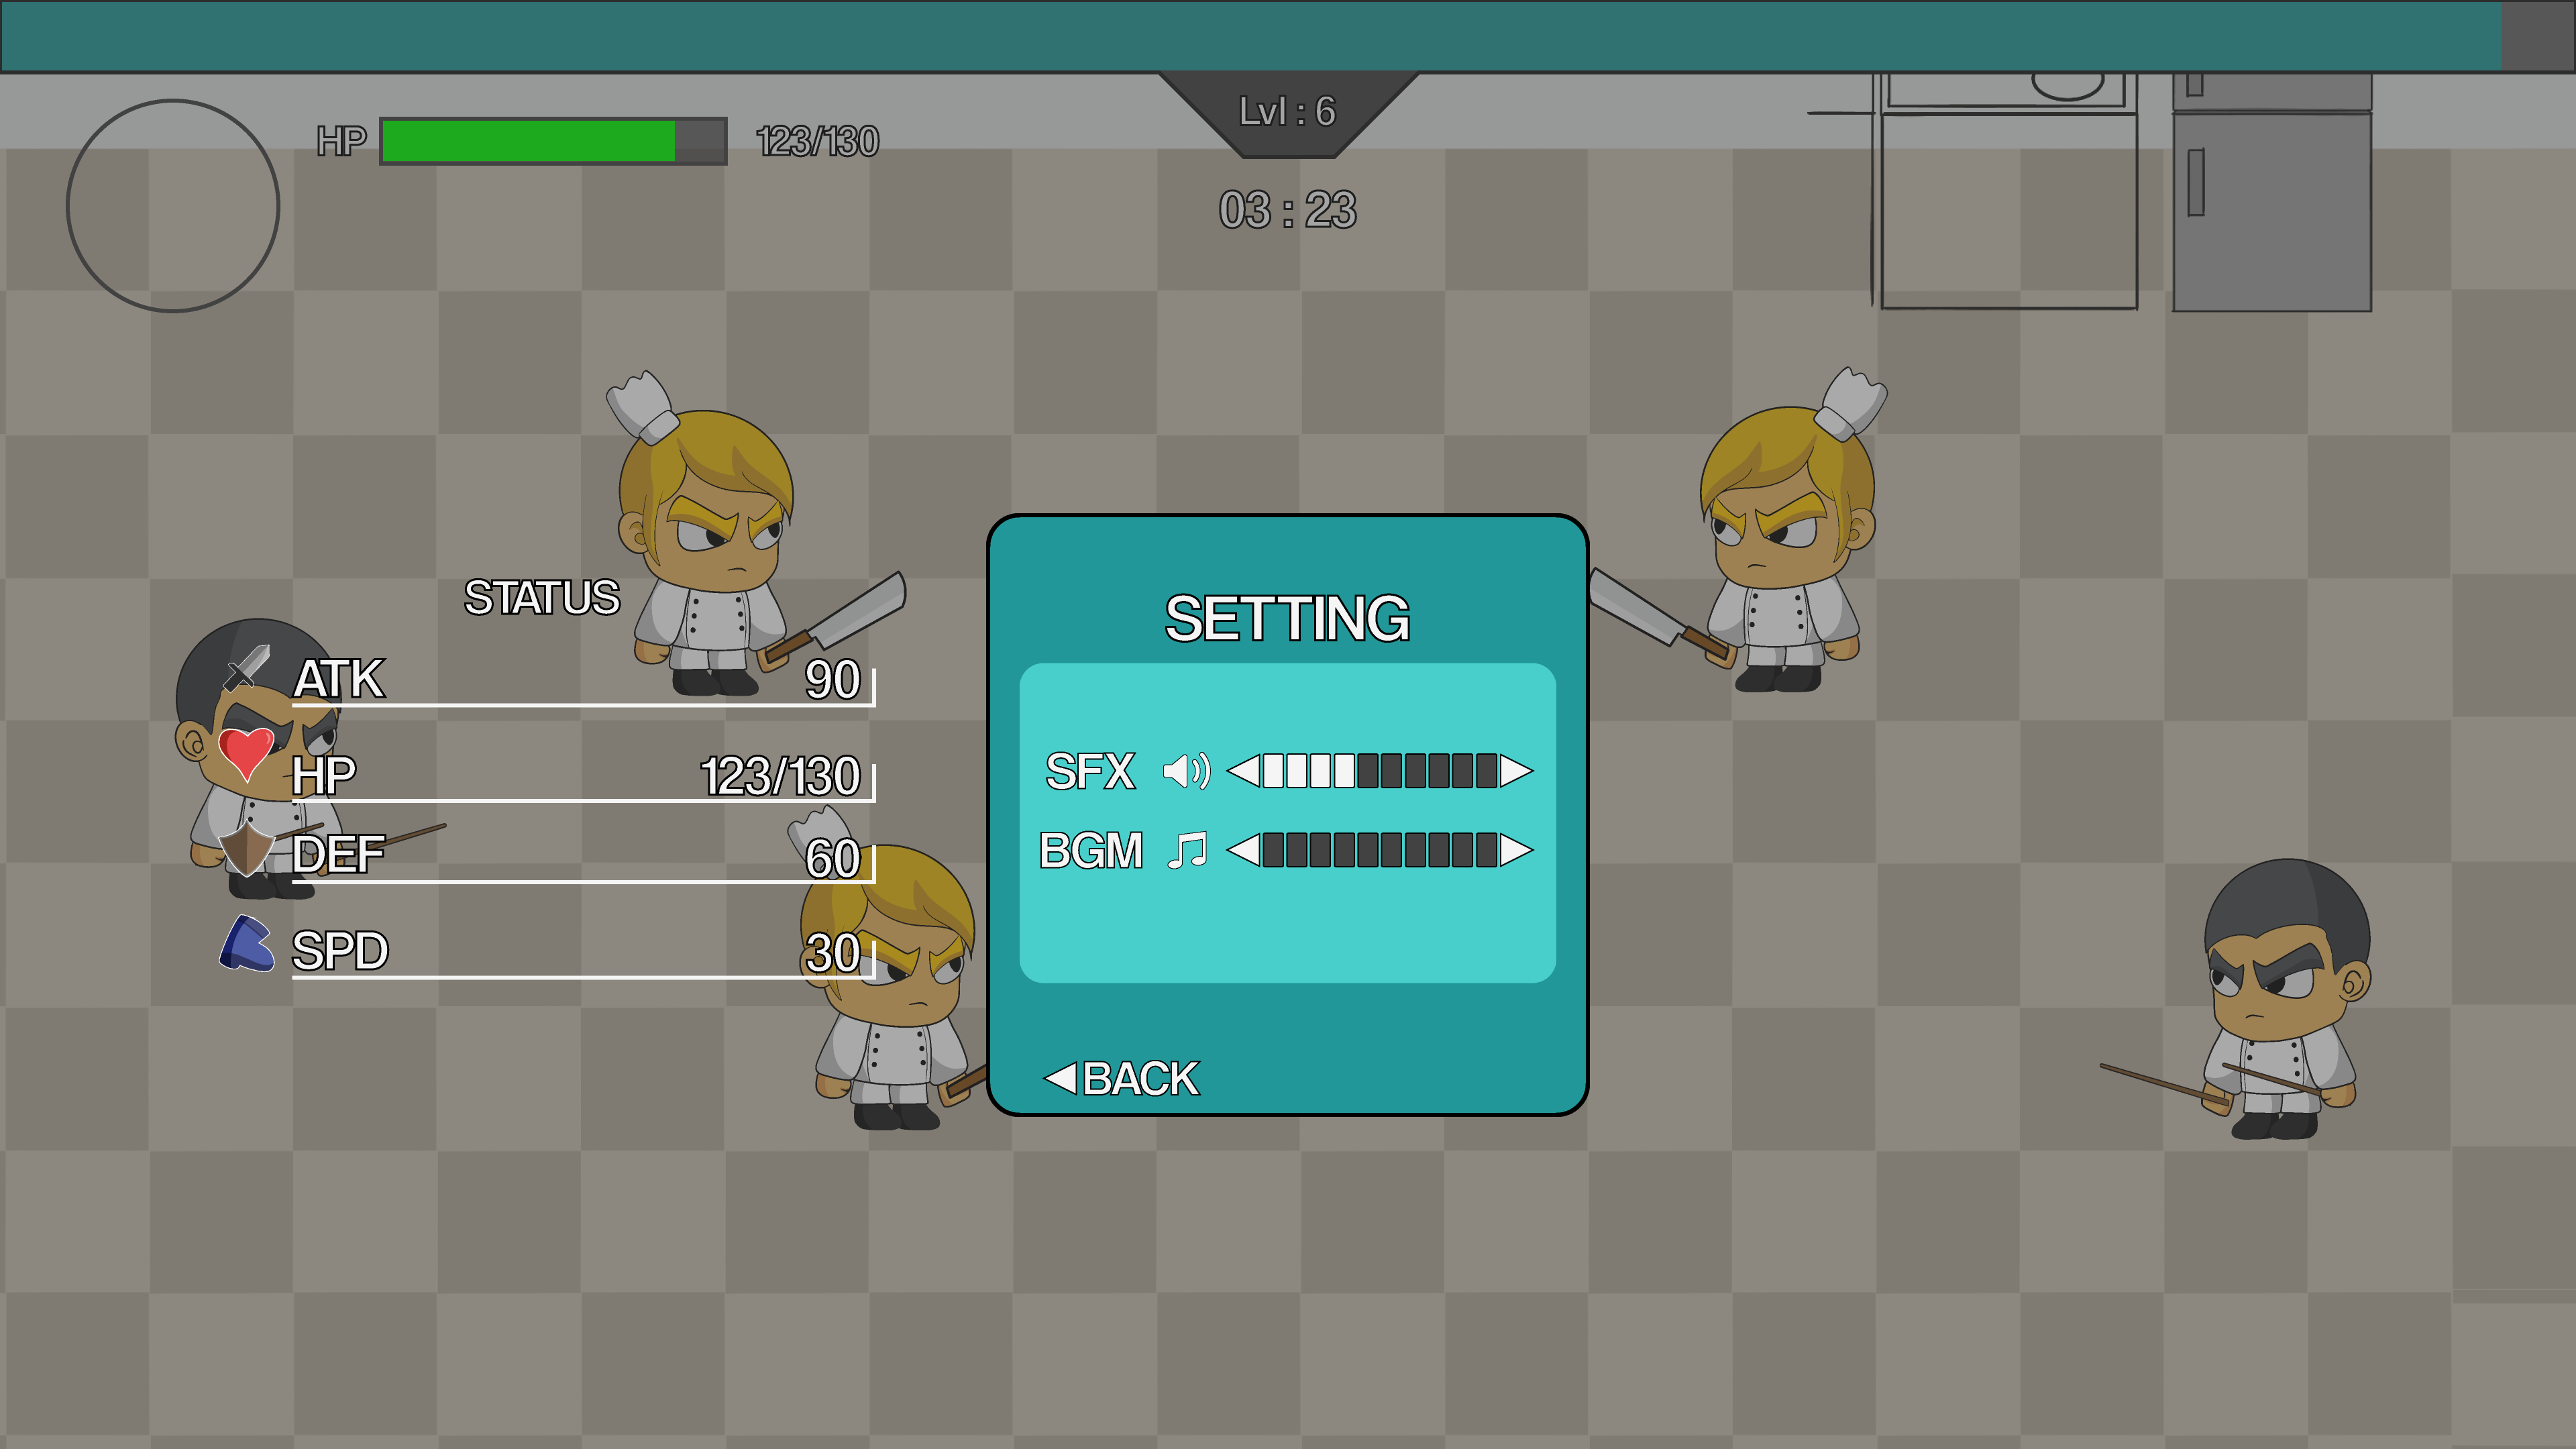 Lvl : 6
HP 123/130
03 : 23
STATUS
ATK 90
HP 123/130
DEF 60
SPD 30
SETTING
SFX
BGM
BACK